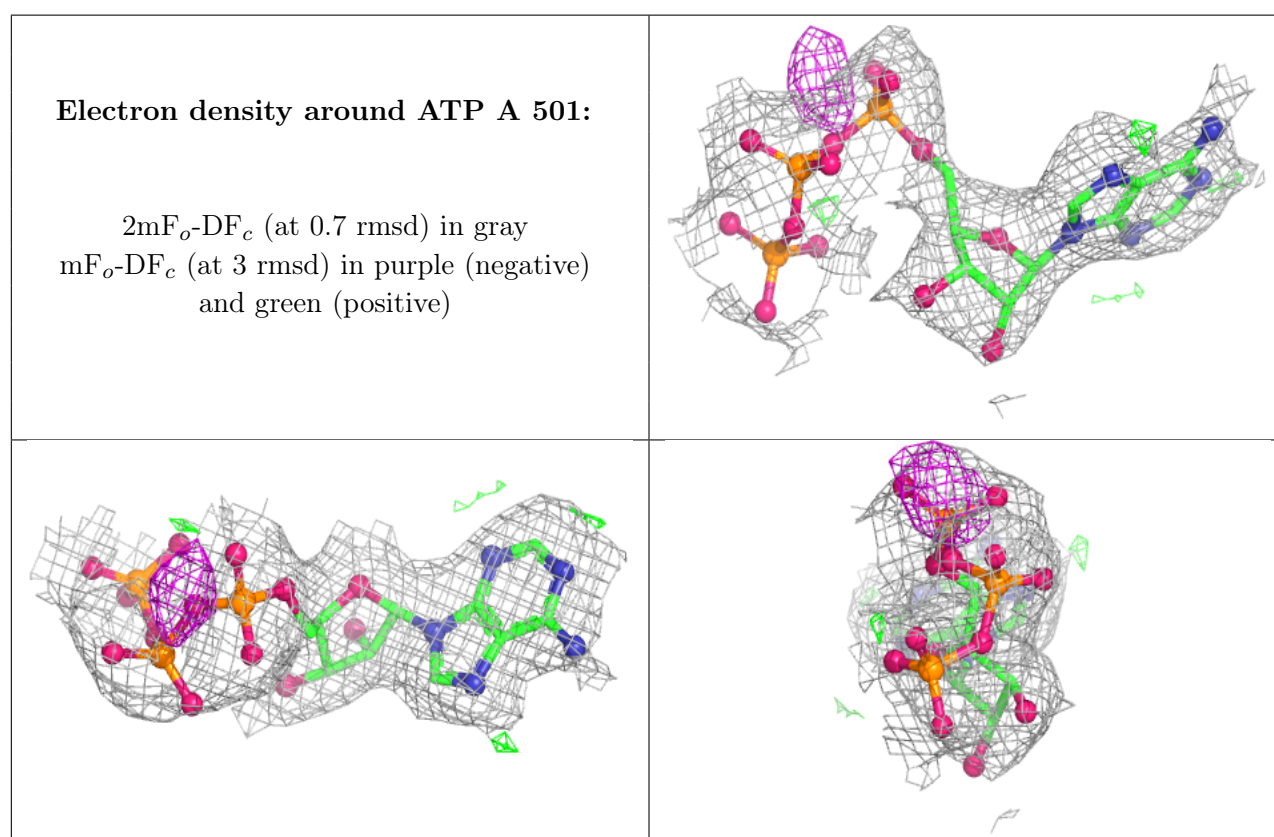 Electron density around ATP A 501:
2mFₒ-DF𝒸 (at 0.7 rmsd) in gray
mFₒ-DF𝒸 (at 3 rmsd) in purple (negative)
and green (positive)